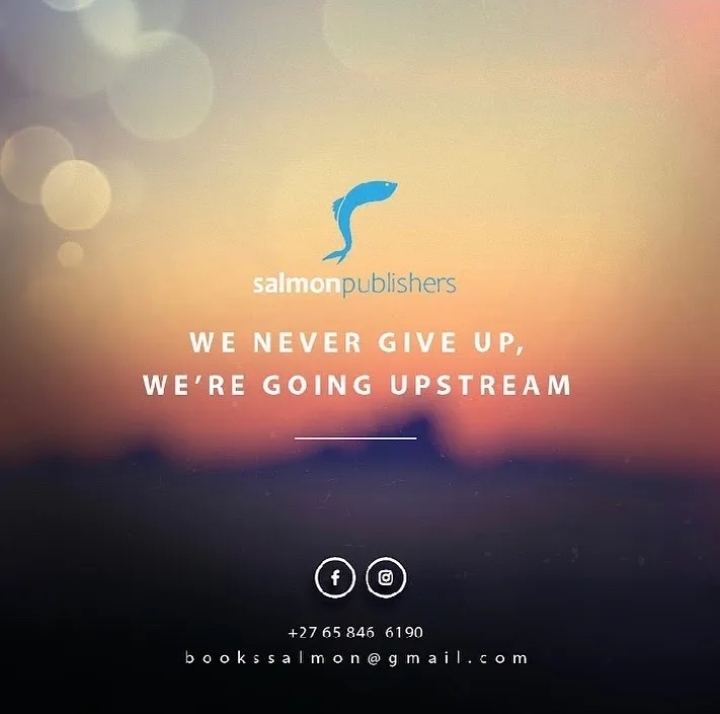 salmonpublishers
WE NEVER GIVE UP,
WE'RE GOING UPSTREAM
+27 65 846 6190
bookssalmon@gmail.com